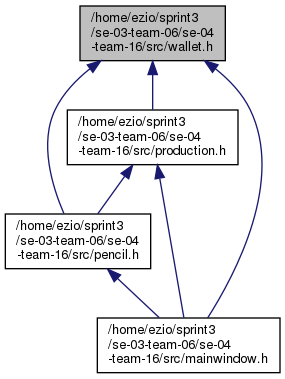 /home/ezio/sprint3
/se-03-team-06/se-04
-team-16/src/wallet.h
/home/ezio/sprint3
/se-03-team-06/se-04
-team-16/src/production.h
/home/ezio/sprint3
/se-03-team-06/se-04
-team-16/src/pencil.h
/home/ezio/sprint3
/se-03-team-06/se-04
-team-16/src/mainwindow.h